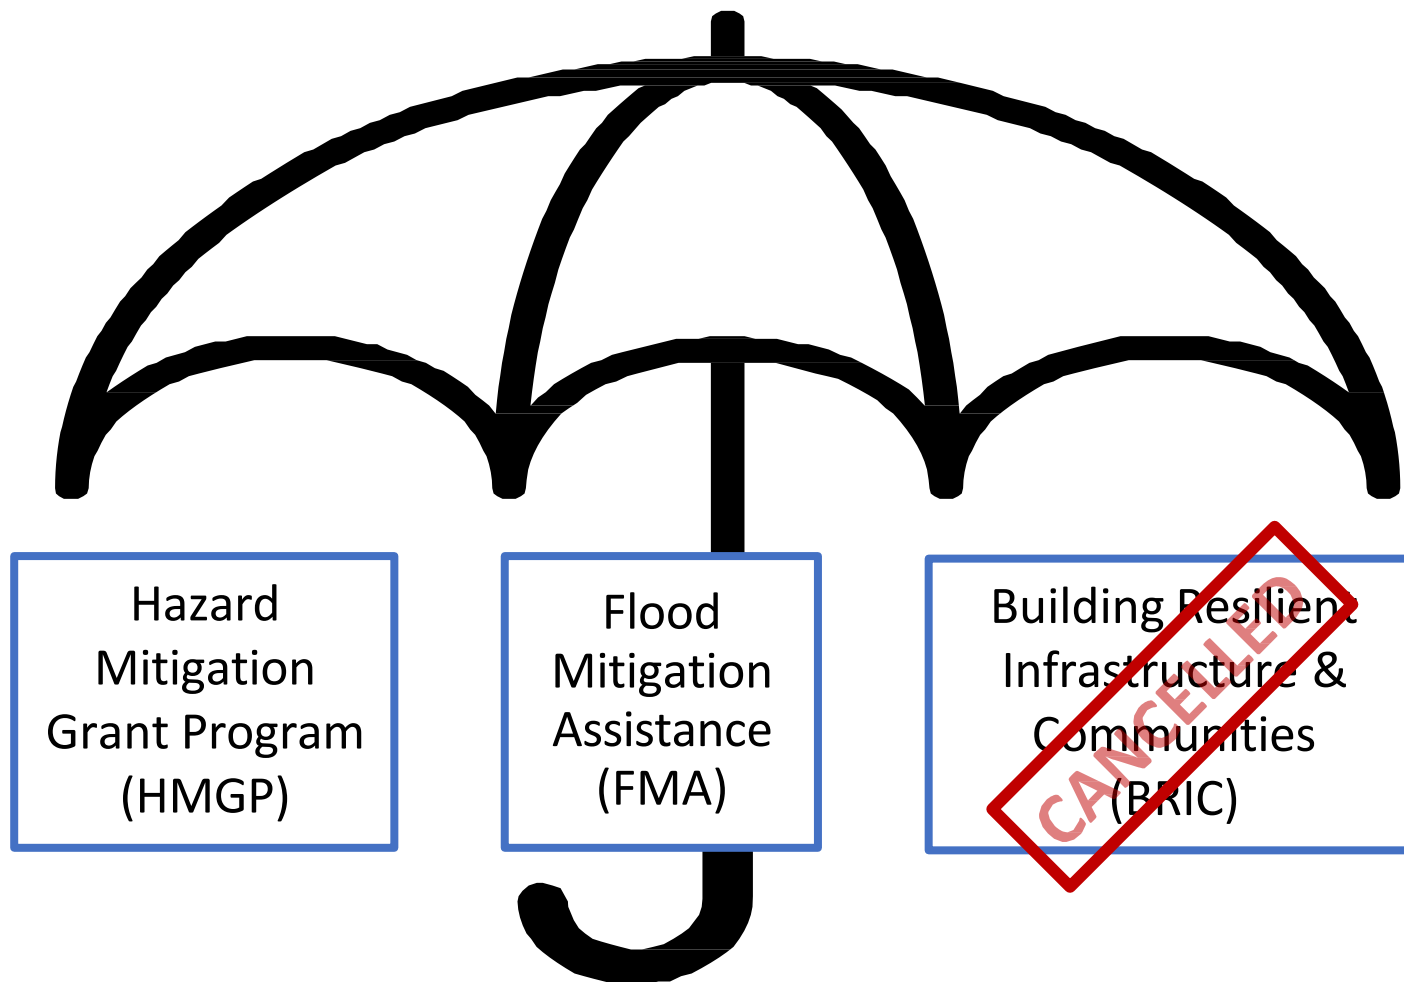 Hazard
Mitigation
Grant Program
(HMGP)
Flood
Mitigation
Assistance
(FMA)
Building Resilient
Infrastructure &
Communities
(BRIC)
CANCELLED